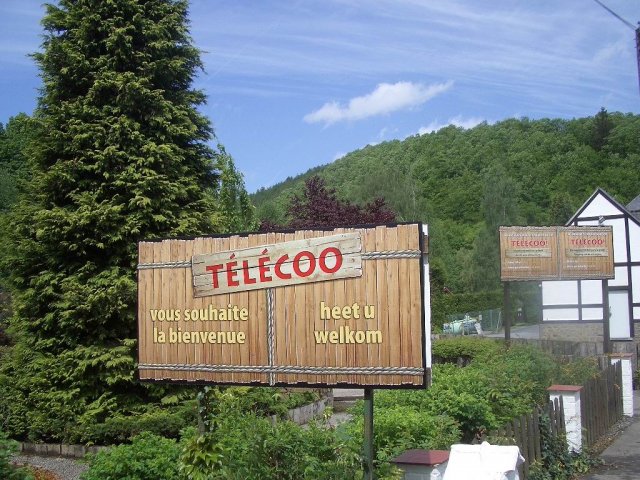 TÉLÉCOO
vous souhaite
la bienvenue
heet u
welkom
TÉLÉCOO
TÉLÉCOO